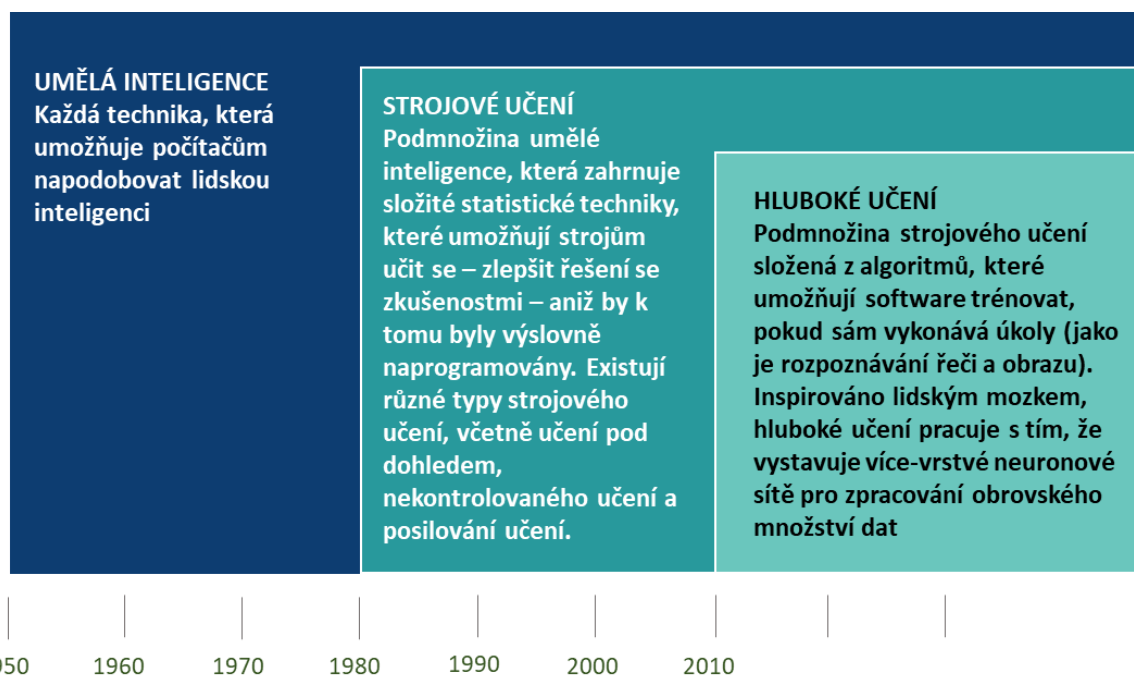 UMĚLÁ INTELIGENCE
Každá technika, která
umožňuje počítačům
napodobovat lidskou
inteligenci
STROJOVÉ UČENÍ
Podmnožina umělé
inteligence, která zahrnuje
složité statistické techniky,
které umožňují strojům
učit se – zlepšit řešení se
zkušenostmi – aniž by k
tomu byly výslovně
naprogramovány. Existují
různé typy strojového
učení, včetně učení pod
dohledem,
nekontrolovaného učení a
posilování učení.
HLUBOKÉ UČENÍ
Podmnožina strojového učení
složená z algoritmů, které
umožňují software trénovat,
pokud sám vykonává úkoly (jako
je rozpoznávání řeči a obrazu).
Inspirováno lidským mozkem,
hluboké učení pracuje s tím, že
vystavuje více-vrstvé neuronové
sítě pro zpracování obrovského
množství dat
950 1960 1970 1980 1990 2000 2010